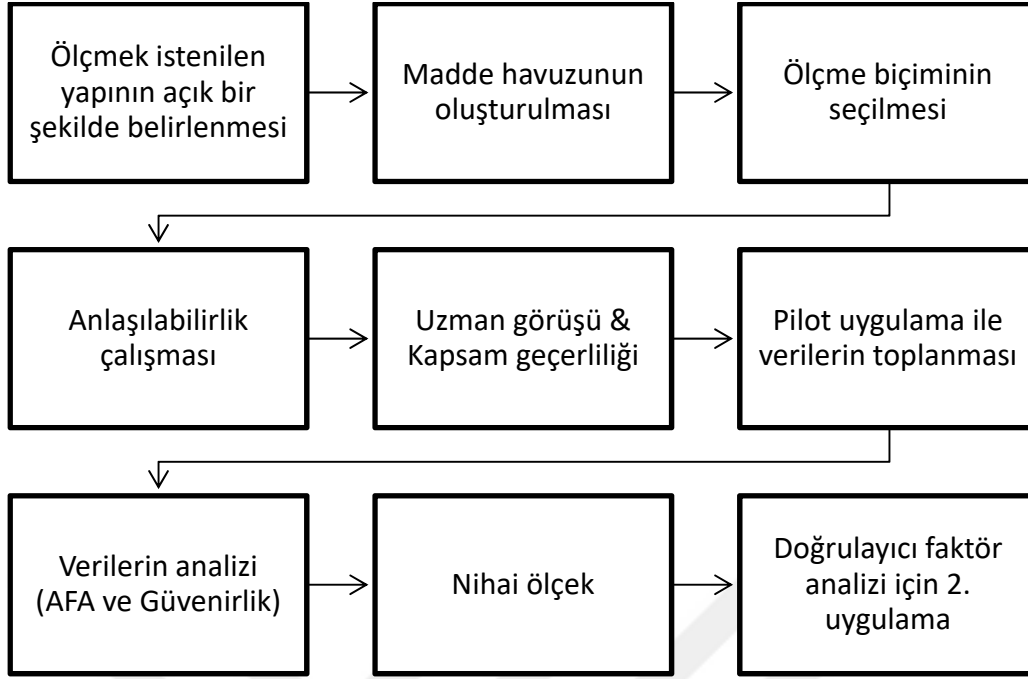 Ölçmek istenilen
yapının açık bir
şekilde belirlenmesi
Madde havuzunun
oluşturulması
Ölçme biçiminin
seçilmesi
Anlaşılabilirlik
çalışması
Uzman görüşü &
Kapsam geçerliliği
Pilot uygulama ile
verilerin toplanması
Verilerin analizi
(AFA ve Güvenirlik)
Nihai ölçek
Doğrulayıcı faktör
analizi için 2.
uygulama